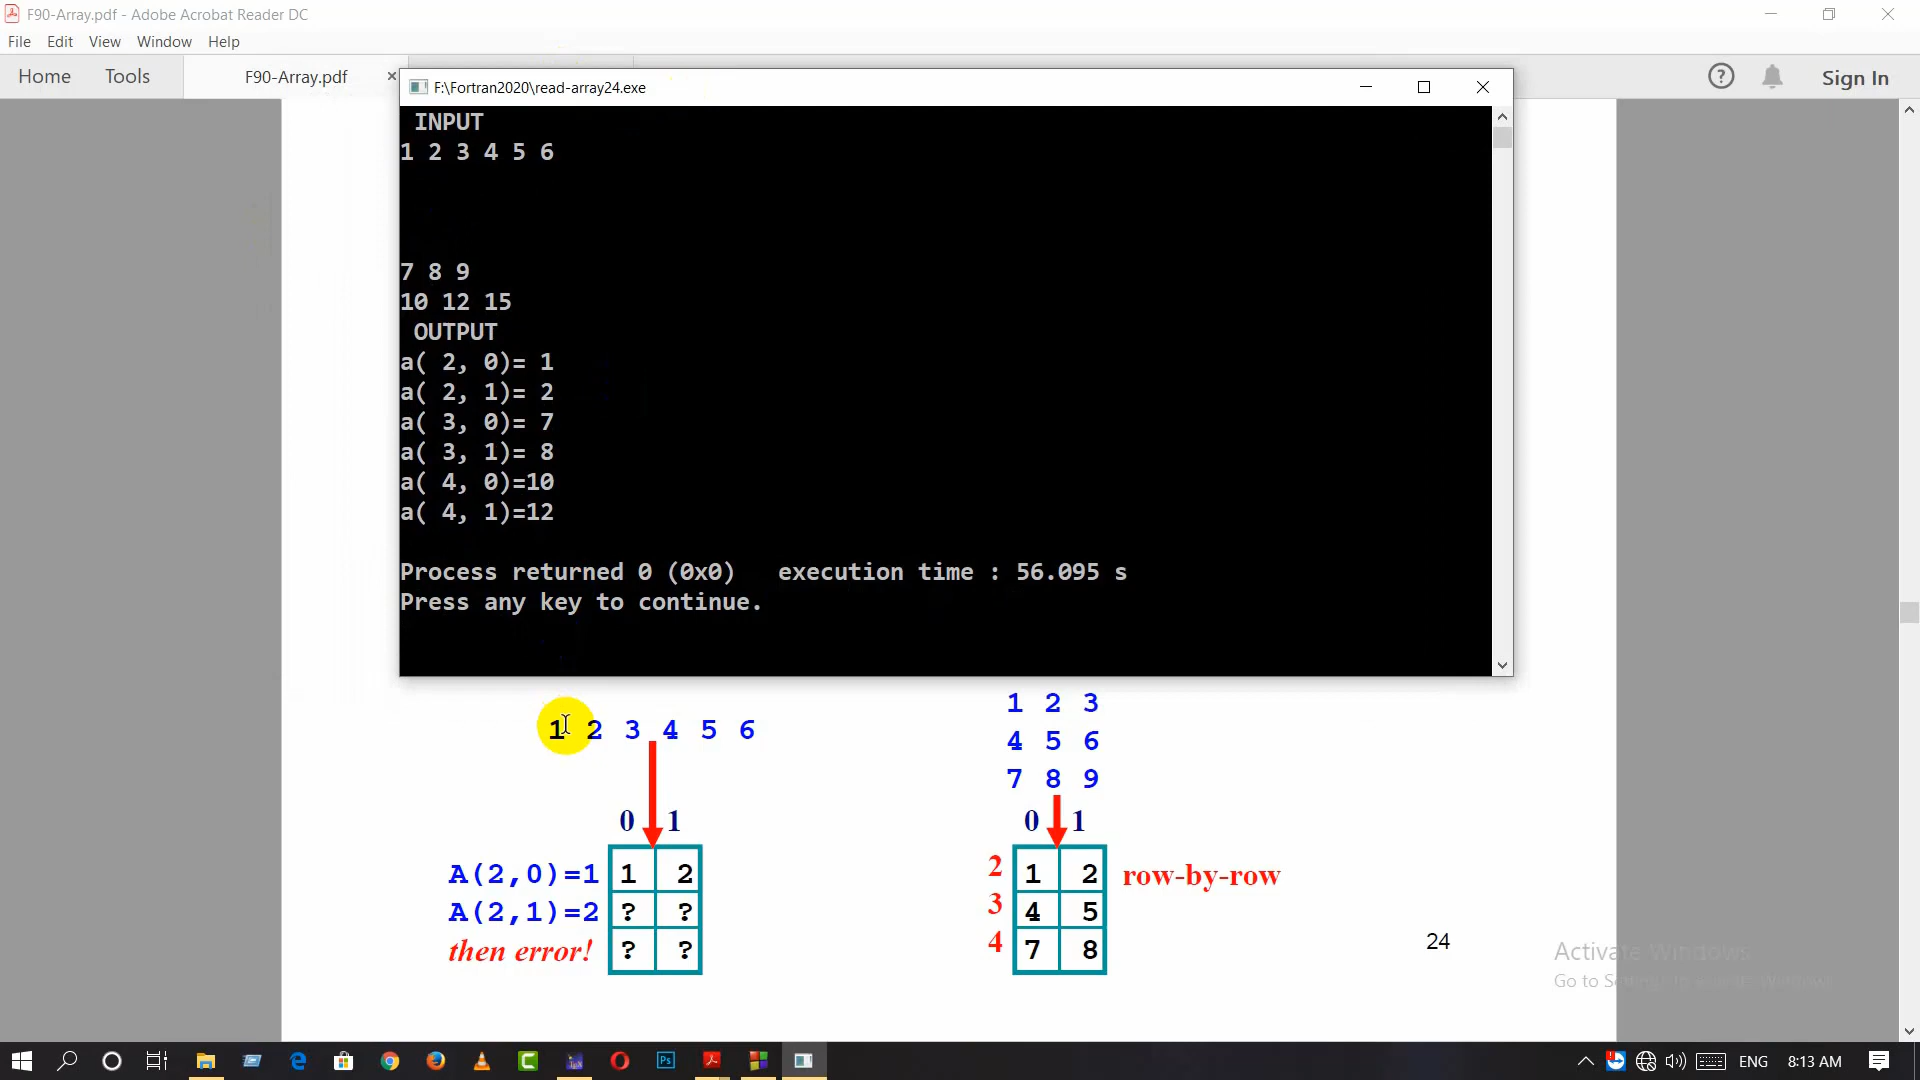 F90-Array.pdf - Adobe Acrobat Reader DC
File Edit View Window Help
Home Tools F90-Array.pdf × Sign In
F:\Fortran2020\read-array24.exe
INPUT
1 2 3 4 5 6
7 8 9
10 12 15
OUTPUT
a( 2, 0)= 1
a( 2, 1)= 2
a( 3, 0)= 7
a( 3, 1)= 8
a( 4, 0)=10
a( 4, 1)=12
Process returned 0 (0x0)   execution time : 56.095 s
Press any key to continue.
1 2 3 4 5 6
0 1
A(2,0)=1 1 2
A(2,1)=2 ? ?
then error! ? ?
1 2 3
4 5 6
7 8 9
0 1
2 1 2 row-by-row
3 4 5
4 7 8
24
Activate Windows
Go to Settings to activate Windows.
ENG 8:13 AM